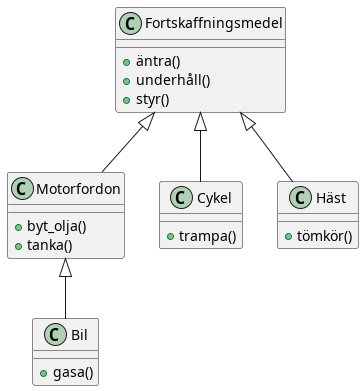 C Fortskaffningsmedel
äntra()
underhåll()
styr()
C Motorfordon
byt_olja()
tanka()
C Cykel
trampa()
C Häst
tömkör()
C Bil
gasa()